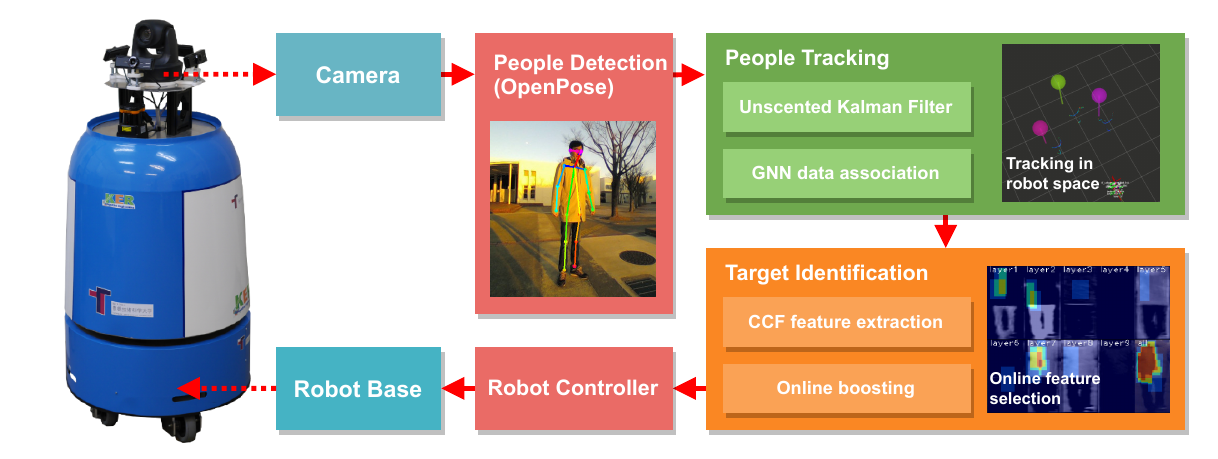 Camera
People Detection
(OpenPose)
People Tracking
Unscented Kalman Filter
GNN data association
Tracking in
robot space
Target Identification
CCF feature extraction
Online boosting
layer1 layer2 layer3 layer4 layer5
layer6 layer7 layer8 layer9 all
Online feature
selection
Robot Controller
Robot Base
KER
T
KER